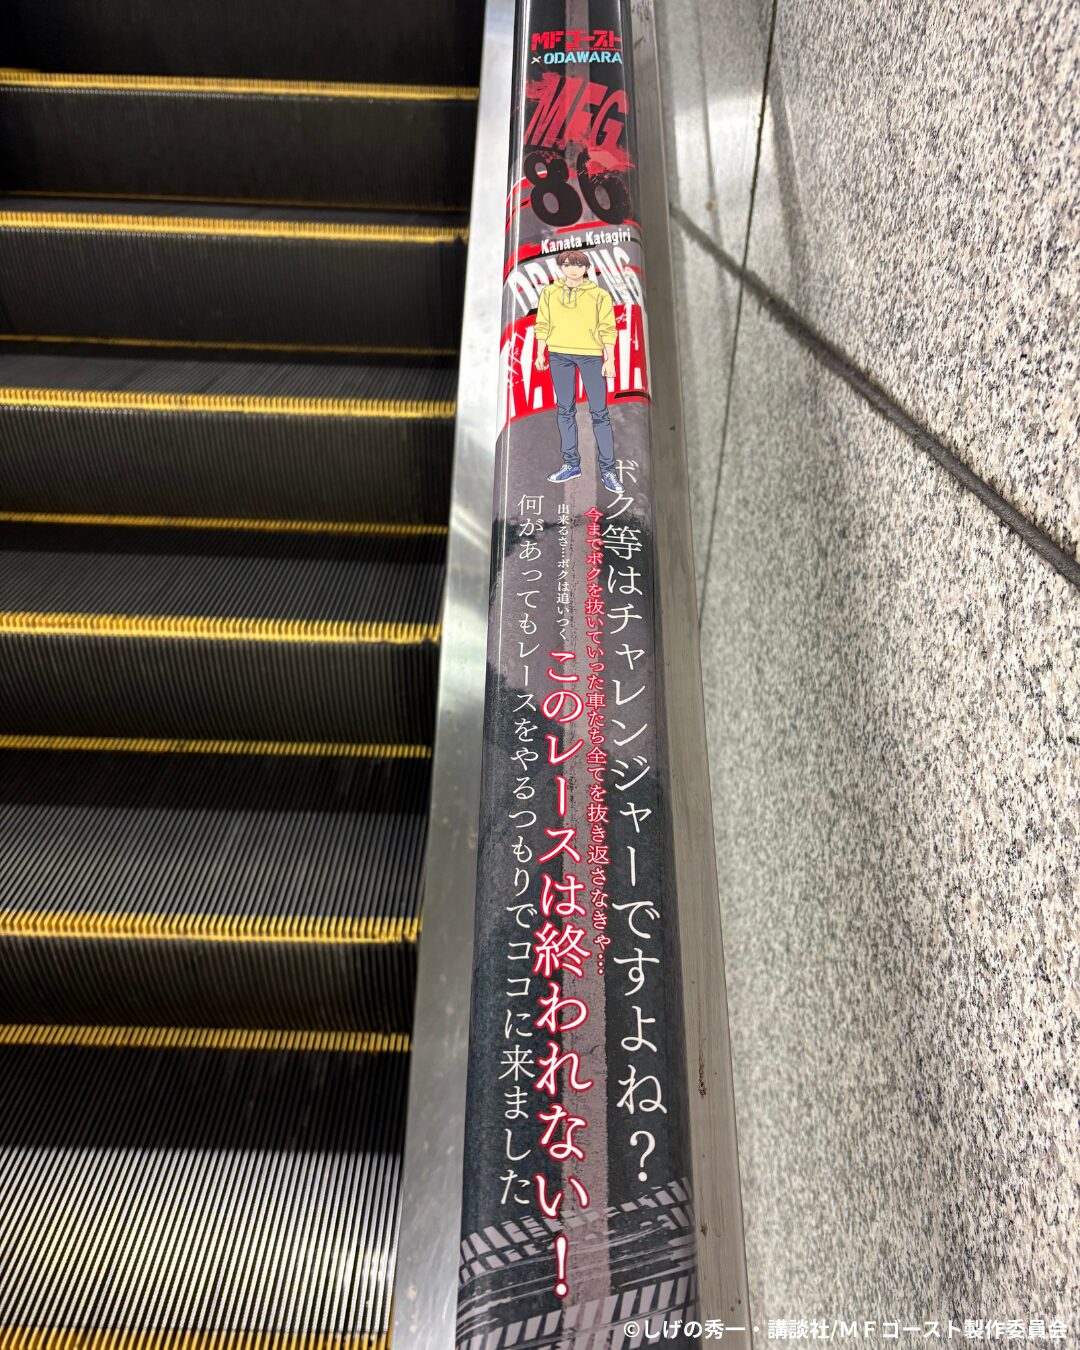 MFゴースト
× ODAWARA
MFG
86
Kanata Katagiri
ボク等はチャレンジャーですよね？
今までボクを抜いていった車たち全てを抜き返さなきゃ…
出来るさ…ボクは追いつく
このレースは終われない！
何があってもレースをやるつもりでココに来ました
©しげの秀一・講談社/MFゴースト製作委員会